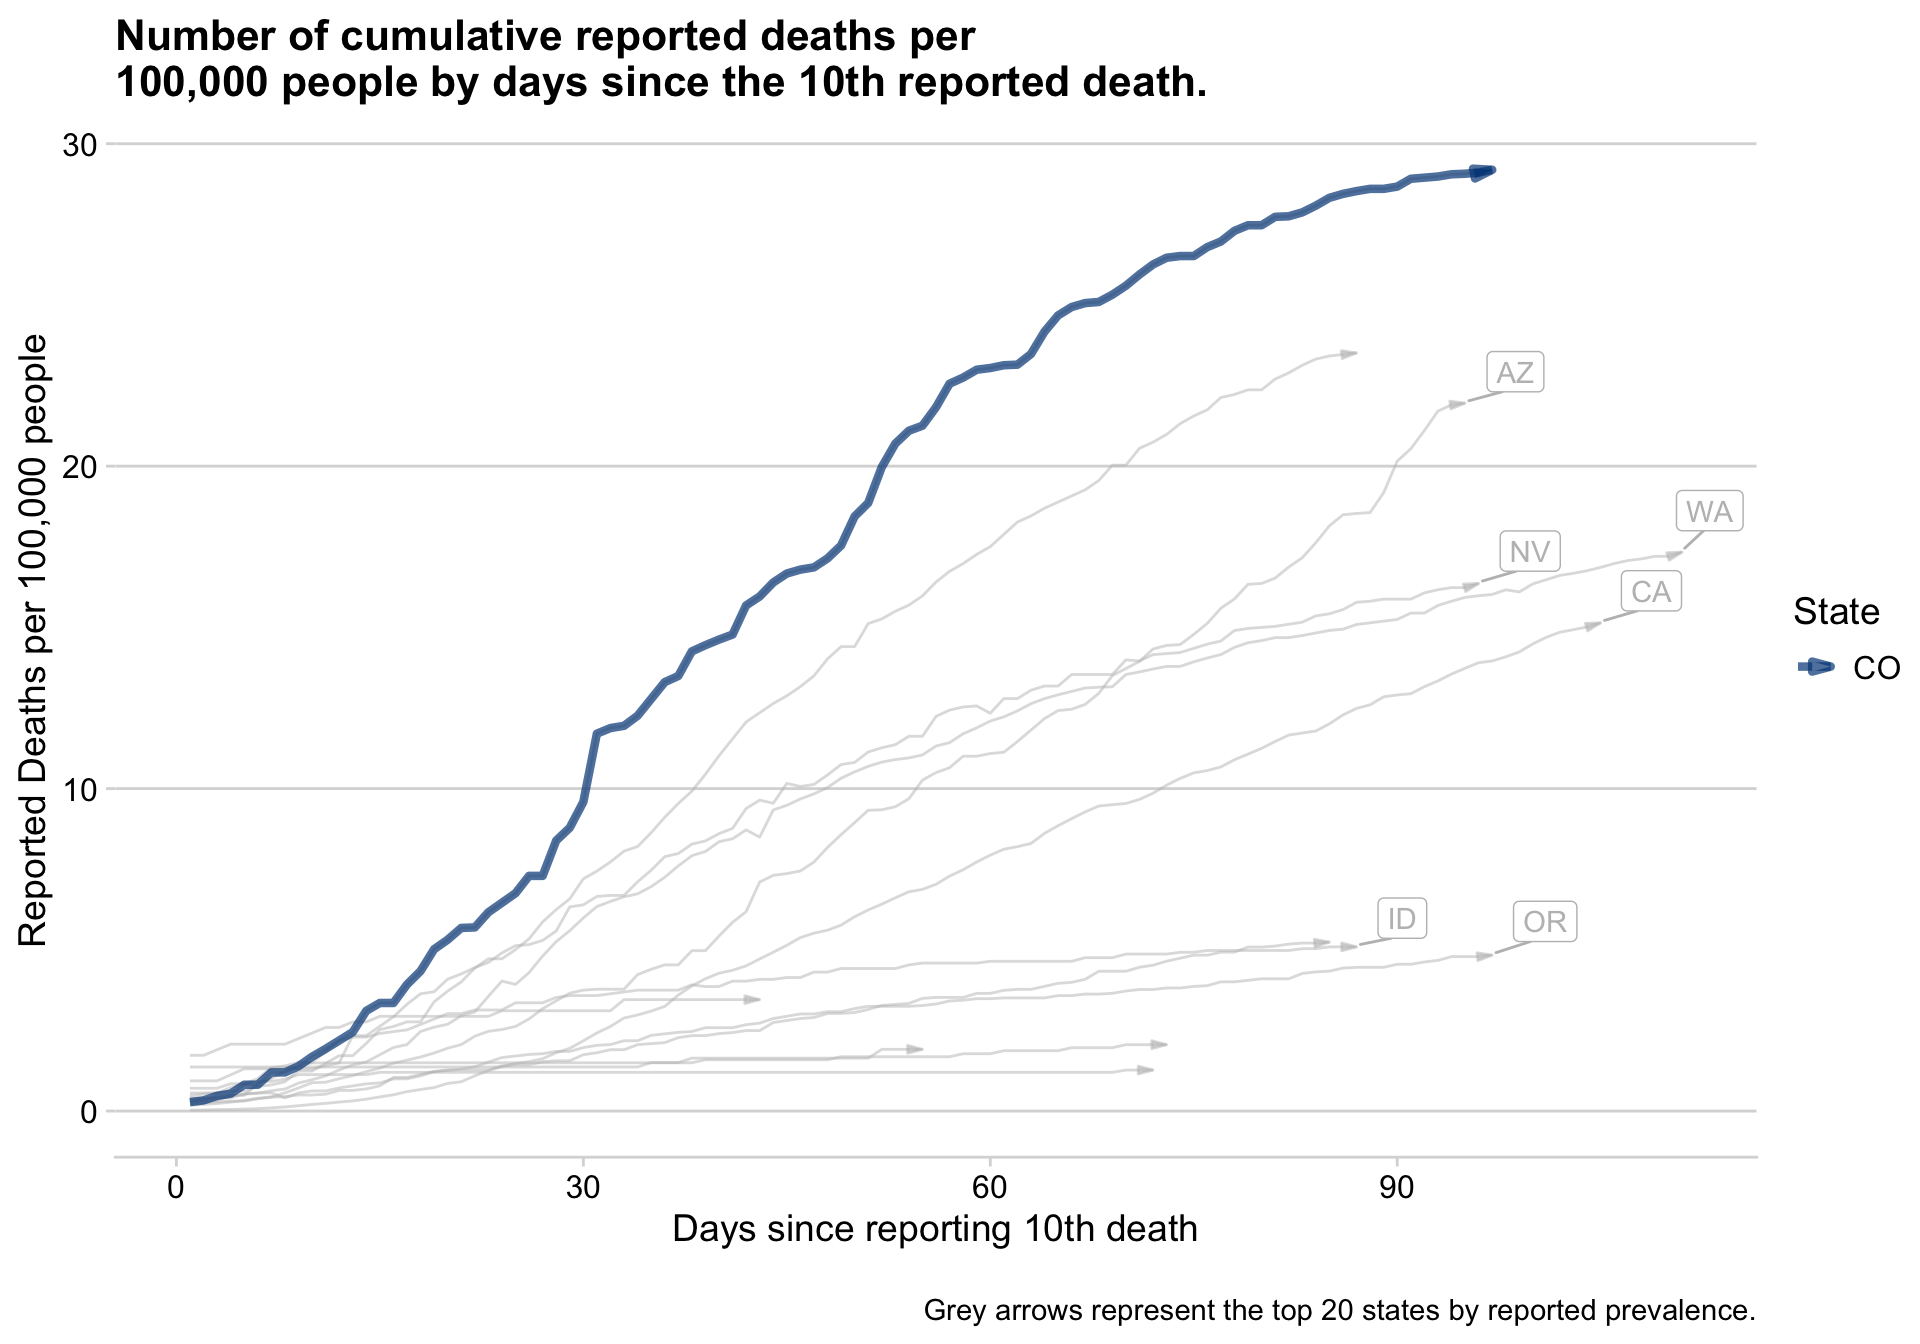 Number of cumulative reported deaths per
100,000 people by days since the 10th reported death.
Reported Deaths per 100,000 people
30
20
10
0
AZ
WA
NV
CA
ID
OR
State
CO
0
30
60
90
Days since reporting 10th death
Grey arrows represent the top 20 states by reported prevalence.